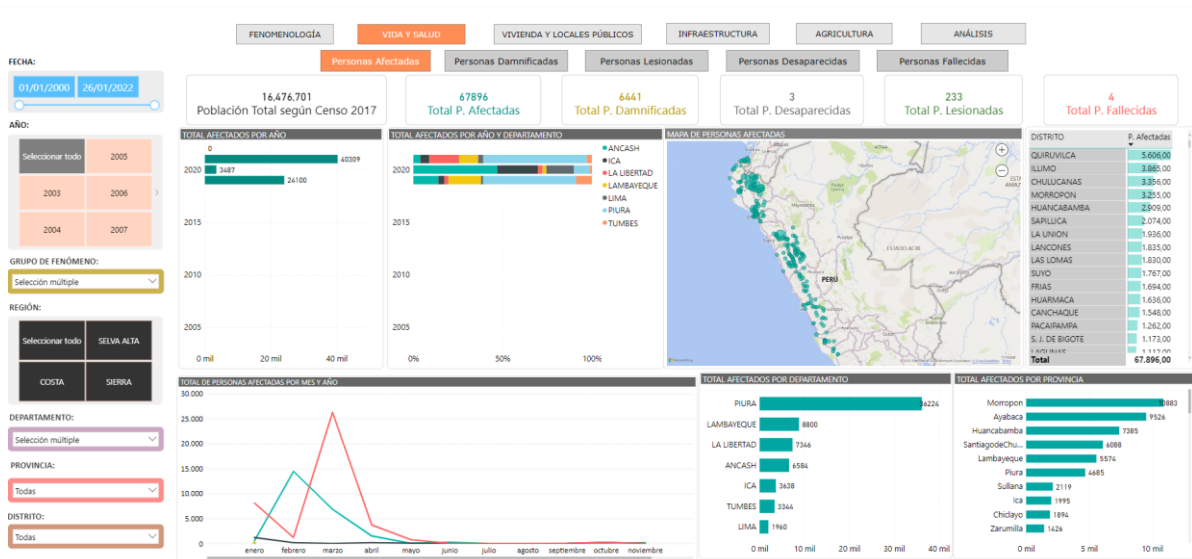 FENOMENOLOGÍA
VIDA Y SALUD
VIVIENDA Y LOCALES PÚBLICOS
INFRAESTRUCTURA
AGRICULTURA
ANÁLISIS
Personas Afectadas
Personas Damnificadas
Personas Lesionadas
Personas Desaparecidas
Personas Fallecidas
FECHA:
01/01/2000
26/01/2022
AÑO:
Seleccionar todo
2005
2003
2006
2004
2007
GRUPO DE FENÓMENO:
Selección múltiple
REGIÓN:
Seleccionar todo
SELVA ALTA
COSTA
SIERRA
DEPARTAMENTO:
Selección múltiple
PROVINCIA:
Todas
DISTRITO:
Todas
16,476,701
Población Total según Censo 2017
67896
Total P. Afectadas
6441
Total P. Damnificadas
3
Total P. Desaparecidas
233
Total P. Lesionadas
4
Total P. Fallecidas
TOTAL AFECTADOS POR AÑO
0
40309
2020
3487
24100
2015
2010
2005
0 mil
20 mil
40 mil
TOTAL AFECTADOS POR AÑO Y DEPARTAMENTO
2020
2015
2010
2005
0%
50%
100%
ANCASH
ICA
LA LIBERTAD
LAMBAYEQUE
LIMA
PIURA
TUMBES
MAPA DE PERSONAS AFECTADAS
ESTADO ACRE
PERÚ
DISTRITO P. Afectadas
QUIRUVILCA 5.606,00
ILLIMO 3.865,00
CHULUCANAS 3.356,00
MORROPON 3.255,00
HUANCABAMBA 2.909,00
SAPILLICA 2.074,00
LA UNION 1.936,00
LANCONES 1.835,00
LAS LOMAS 1.830,00
SUYO 1.767,00
FRIAS 1.694,00
HUARMACA 1.636,00
CANCHAQUE 1.548,00
PACAIPAMPA 1.262,00
S. J. DE BIGOTE 1.173,00
LAGUNAS
Total 67.896,00
TOTAL DE PERSONAS AFECTADAS POR MES Y AÑO
30.000
25.000
20.000
15.000
10.000
5.000
0
enero febrero marzo abril mayo junio julio agosto septiembre octubre noviembre
TOTAL AFECTADOS POR DEPARTAMENTO
PIURA 36224
LAMBAYEQUE 8800
LA LIBERTAD 7346
ANCASH 6584
ICA 3638
TUMBES 3344
LIMA 1960
0 mil 10 mil 20 mil 30 mil 40 mil
TOTAL AFECTADOS POR PROVINCIA
Morropon 10883
Ayabaca 9526
Huancabamba 7385
SantiagodeChu... 6088
Lambayeque 5574
Piura 4685
Sullana 2119
Ica 1995
Chiclayo 1894
Zarumilla 1426
0 mil 5 mil 10 mil